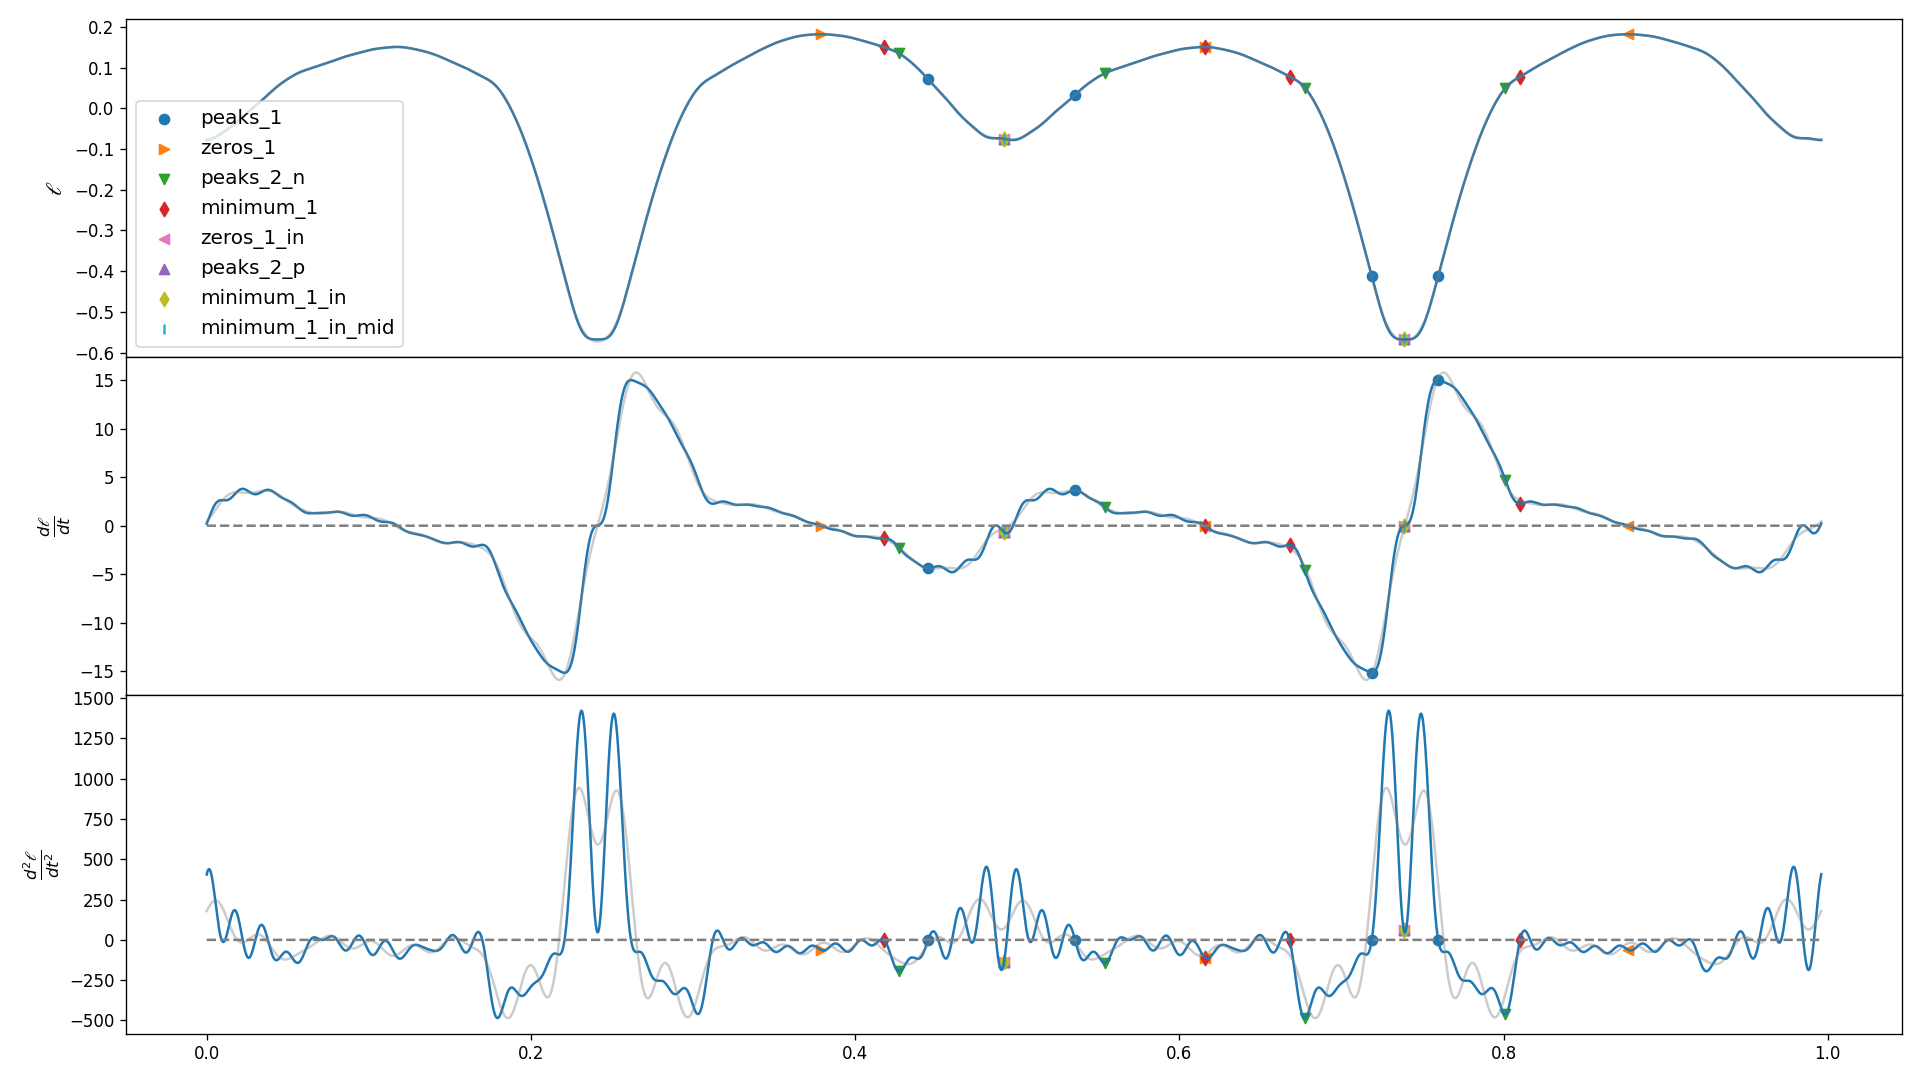 0.2
0.1
0.0
−0.1
−0.2
−0.3
−0.4
−0.5
−0.6
ℓ
peaks_1
zeros_1
peaks_2_n
minimum_1
zeros_1_in
peaks_2_p
minimum_1_in
minimum_1_in_mid
15
10
5
0
−5
−10
−15
dℓ
dt
1500
1250
1000
750
500
250
0
−250
−500
d²ℓ
dt²
0.0 0.2 0.4 0.6 0.8 1.0